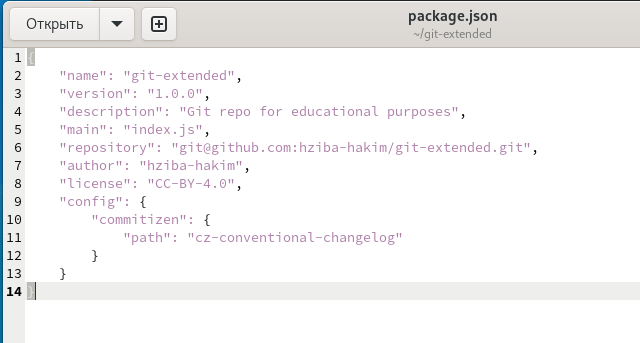 Открыть
package.json
~/git-extended
1 {
2 "name": "git-extended",
3 "version": "1.0.0",
4 "description": "Git repo for educational purposes",
5 "main": "index.js",
6 "repository": "git@github.com:hziba-hakim/git-extended.git",
7 "author": "hziba-hakim",
8 "license": "CC-BY-4.0",
9 "config": {
10 "commitizen": {
11 "path": "cz-conventional-changelog"
12 }
13 }
14 }